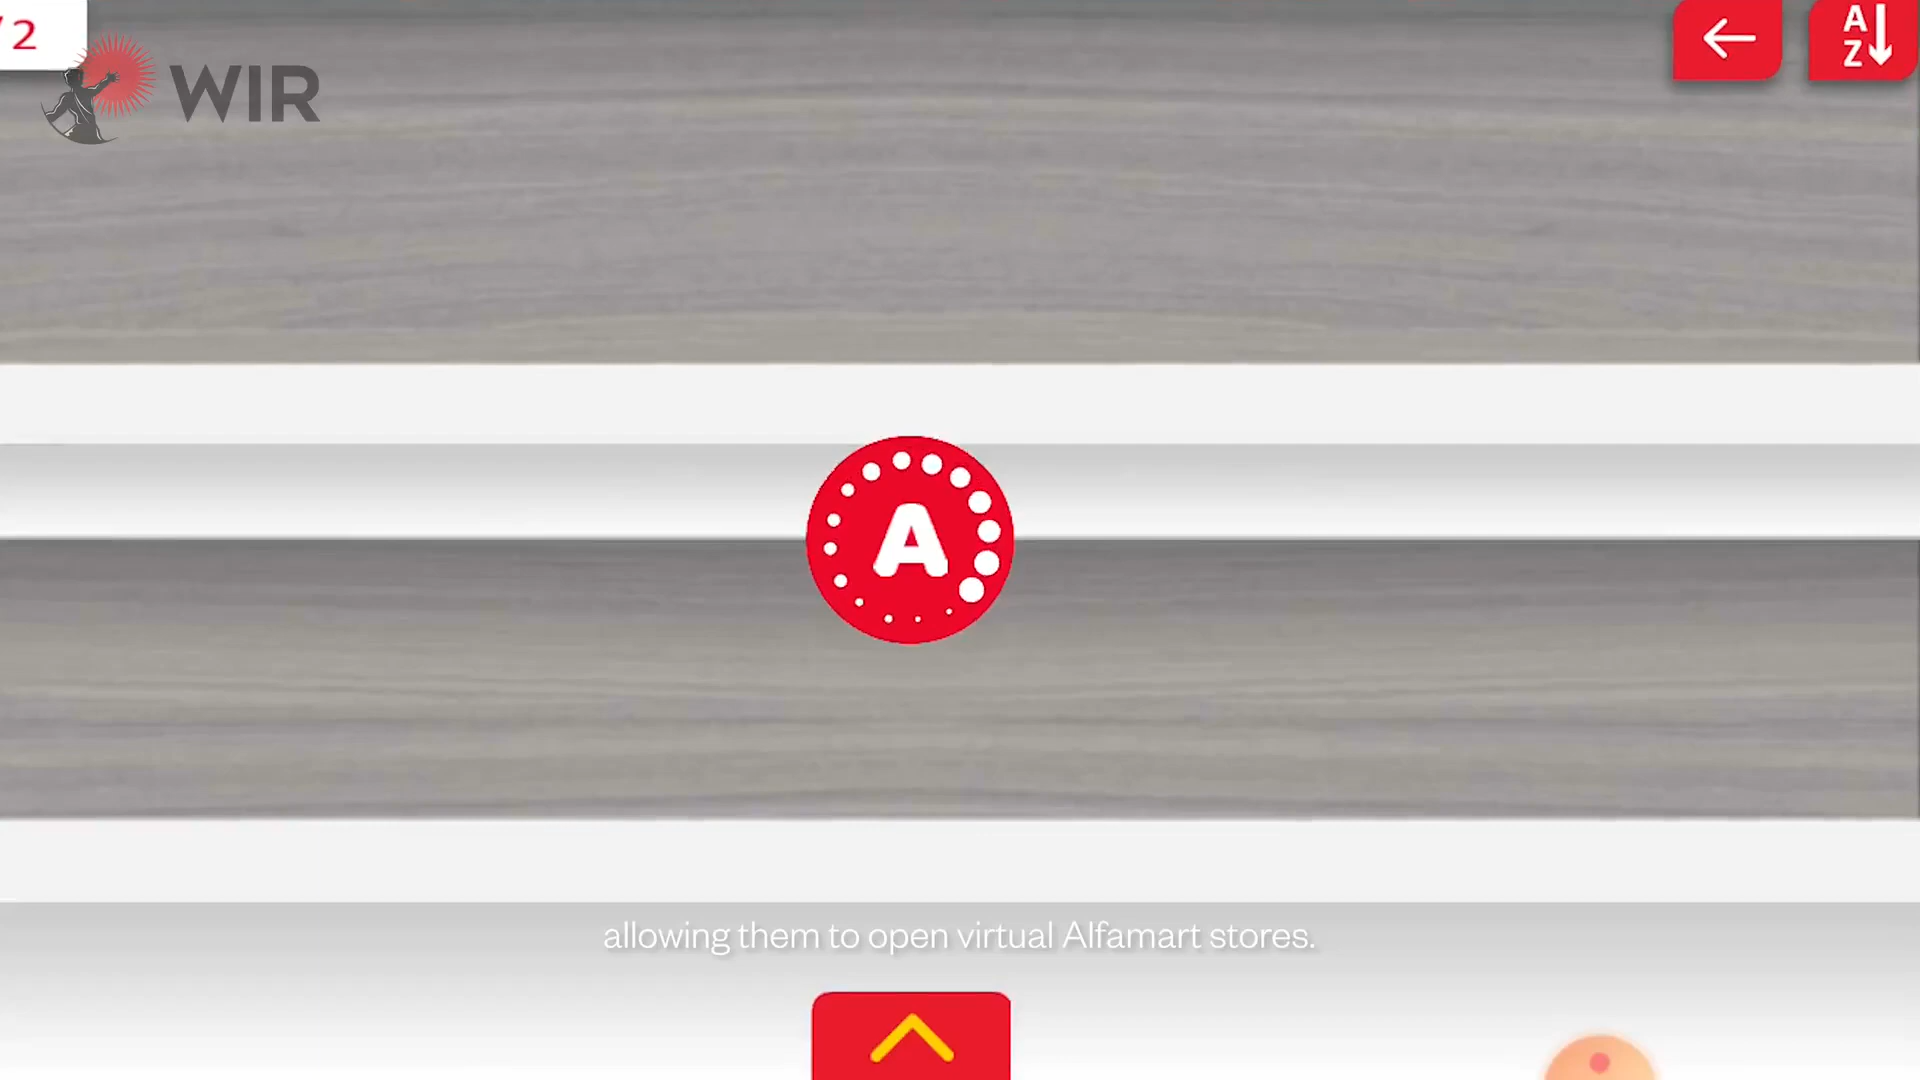 /2
WIR
A
Z
A
allowing them to open virtual Alfamart stores.